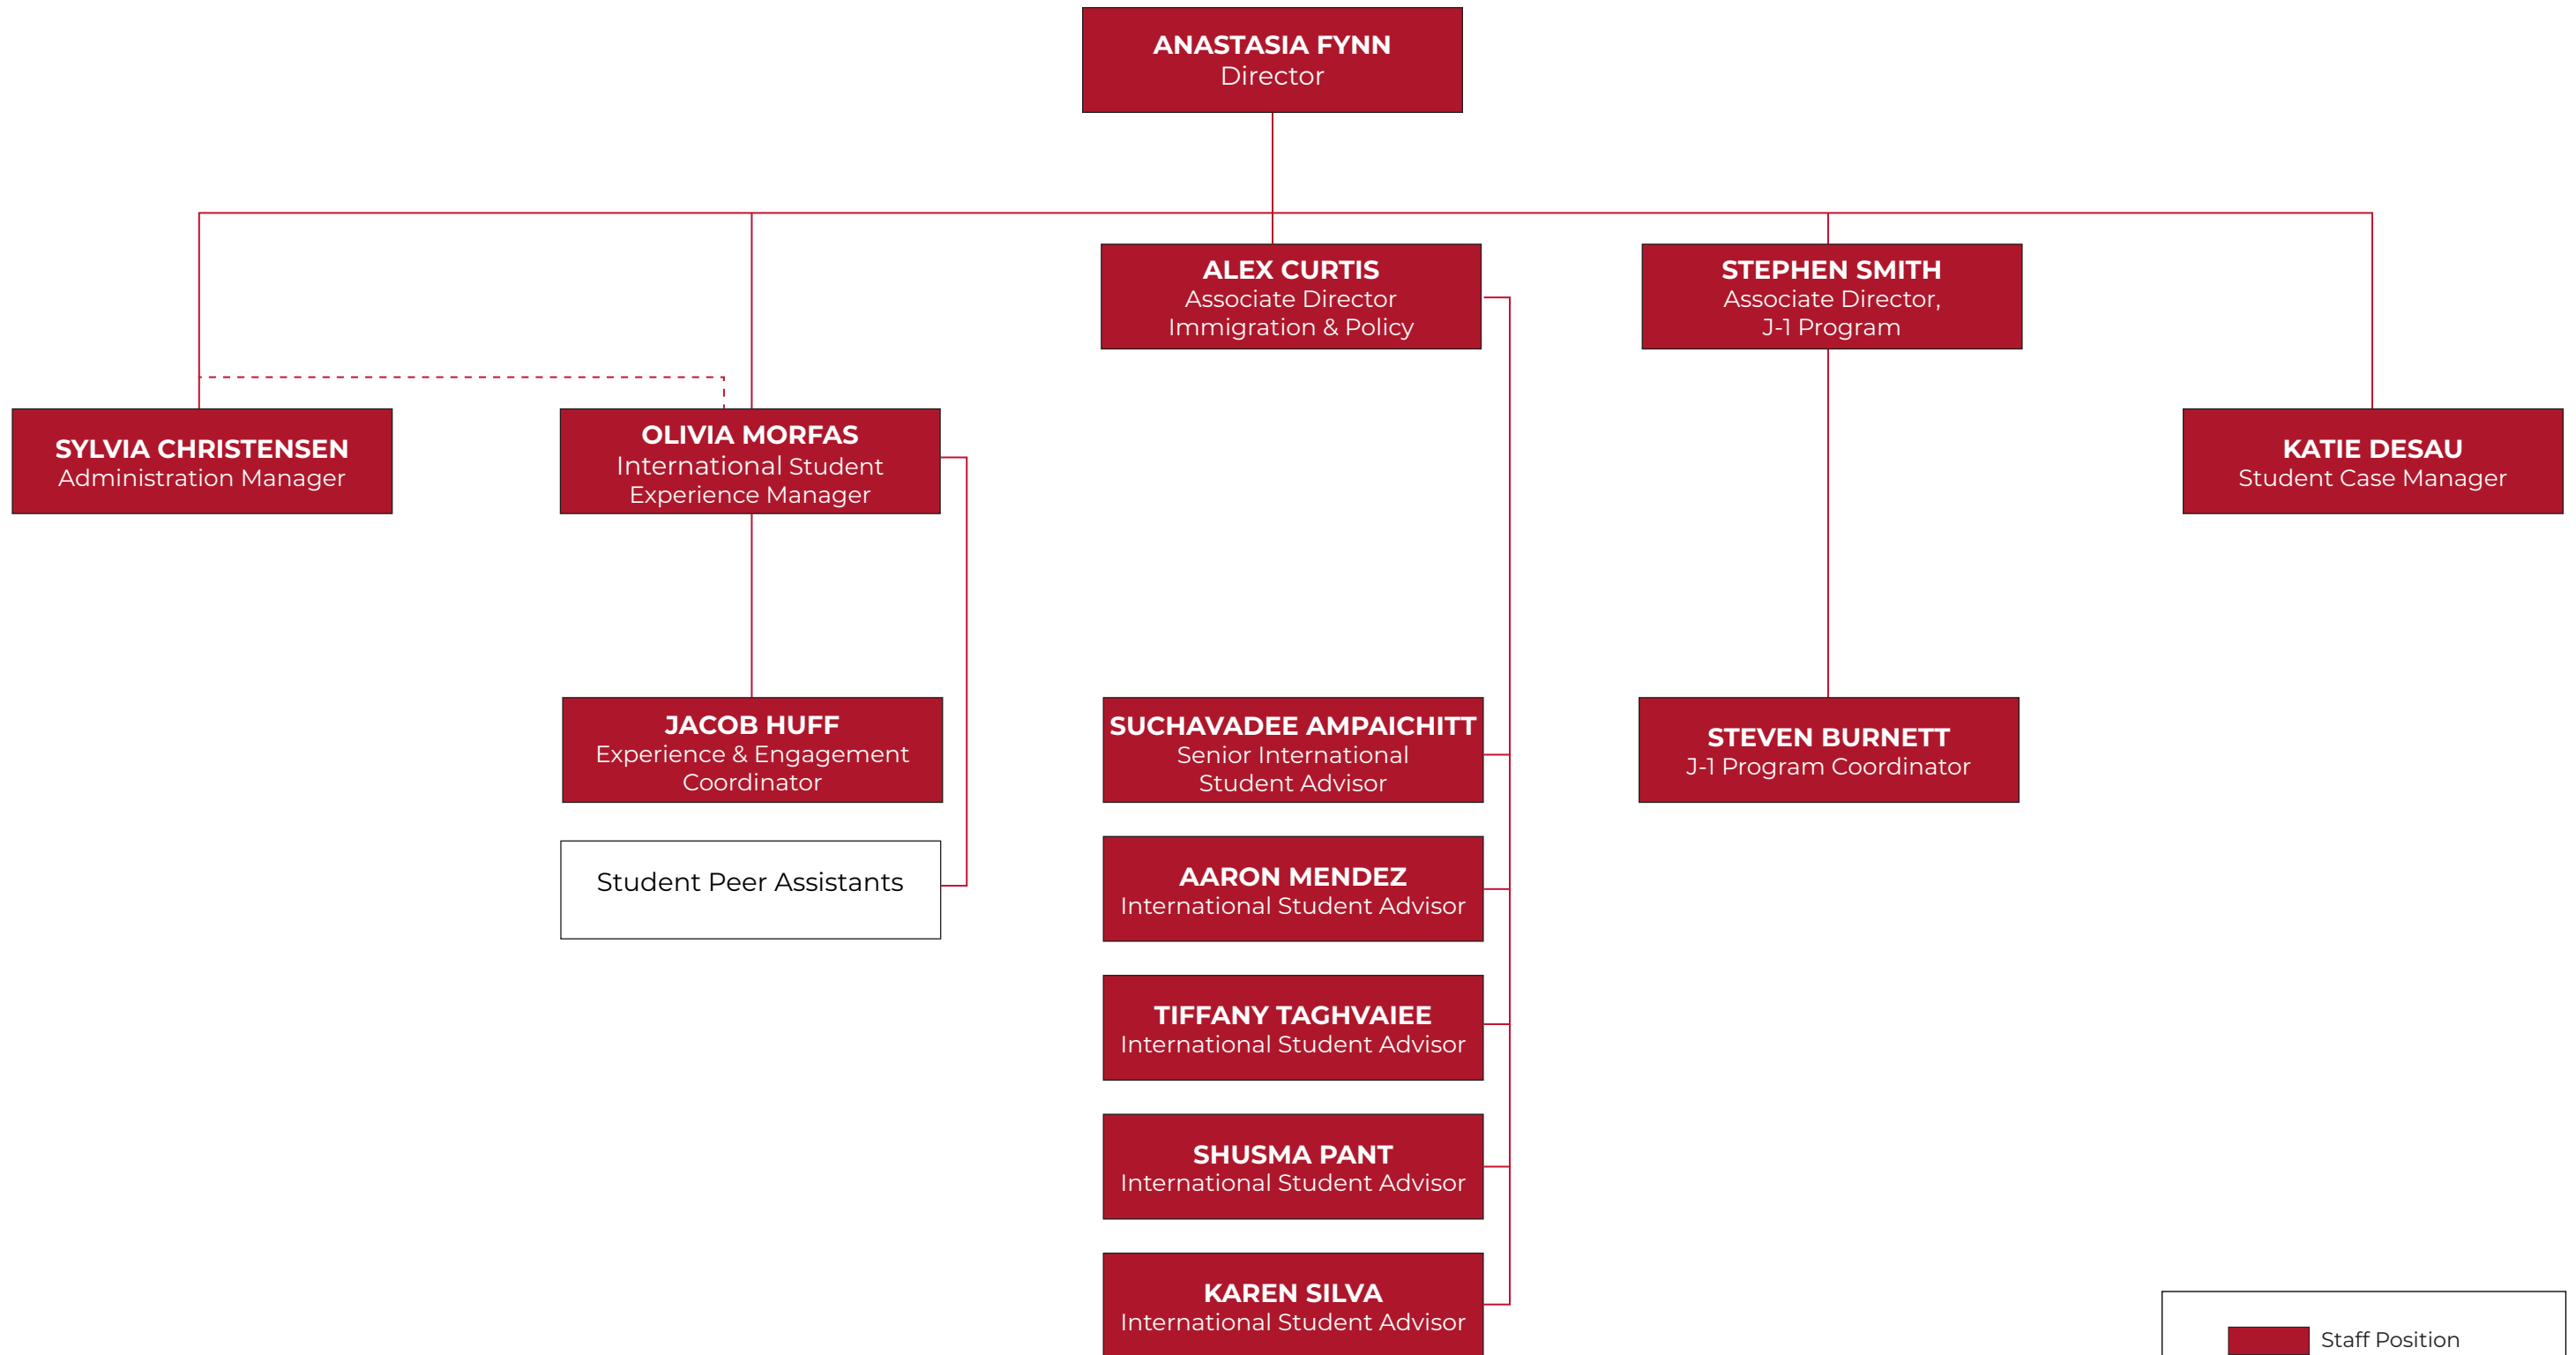 ANASTASIA FYNN
Director
ALEX CURTIS
Associate Director
Immigration & Policy
STEPHEN SMITH
Associate Director,
J-1 Program
SYLVIA CHRISTENSEN
Administration Manager
OLIVIA MORFAS
International Student
Experience Manager
KATIE DESAU
Student Case Manager
JACOB HUFF
Experience & Engagement
Coordinator
SUCHAVADEE AMPAICHITT
Senior International
Student Advisor
STEVEN BURNETT
J-1 Program Coordinator
Student Peer Assistants
AARON MENDEZ
International Student Advisor
TIFFANY TAGHVAIEE
International Student Advisor
SHUSMA PANT
International Student Advisor
KAREN SILVA
International Student Advisor
Staff Position